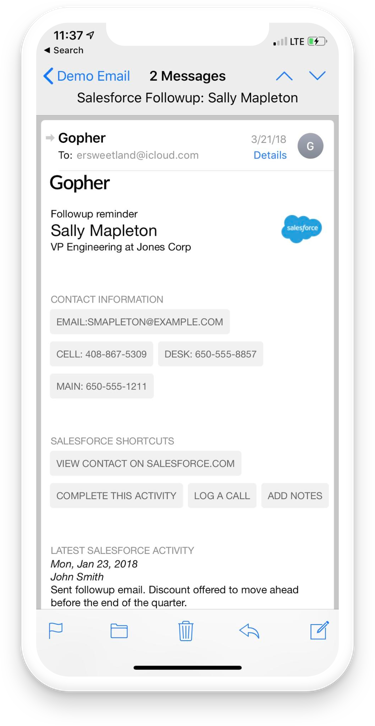 11:37
Search
LTE
Demo Email
2 Messages
Salesforce Followup: Sally Mapleton
Gopher
3/21/18
G
To: ersweetland@icloud.com
Details
Gopher
Followup reminder
Sally Mapleton
salesforce
VP Engineering at Jones Corp
CONTACT INFORMATION
EMAIL:SMAPLETON@EXAMPLE.COM
CELL: 408-867-5309
DESK: 650-555-8857
MAIN: 650-555-1211
SALESFORCE SHORTCUTS
VIEW CONTACT ON SALESFORCE.COM
COMPLETE THIS ACTIVITY
LOG A CALL
ADD NOTES
LATEST SALESFORCE ACTIVITY
Mon, Jan 23, 2018
John Smith
Sent followup email. Discount offered to move ahead
before the end of the quarter.